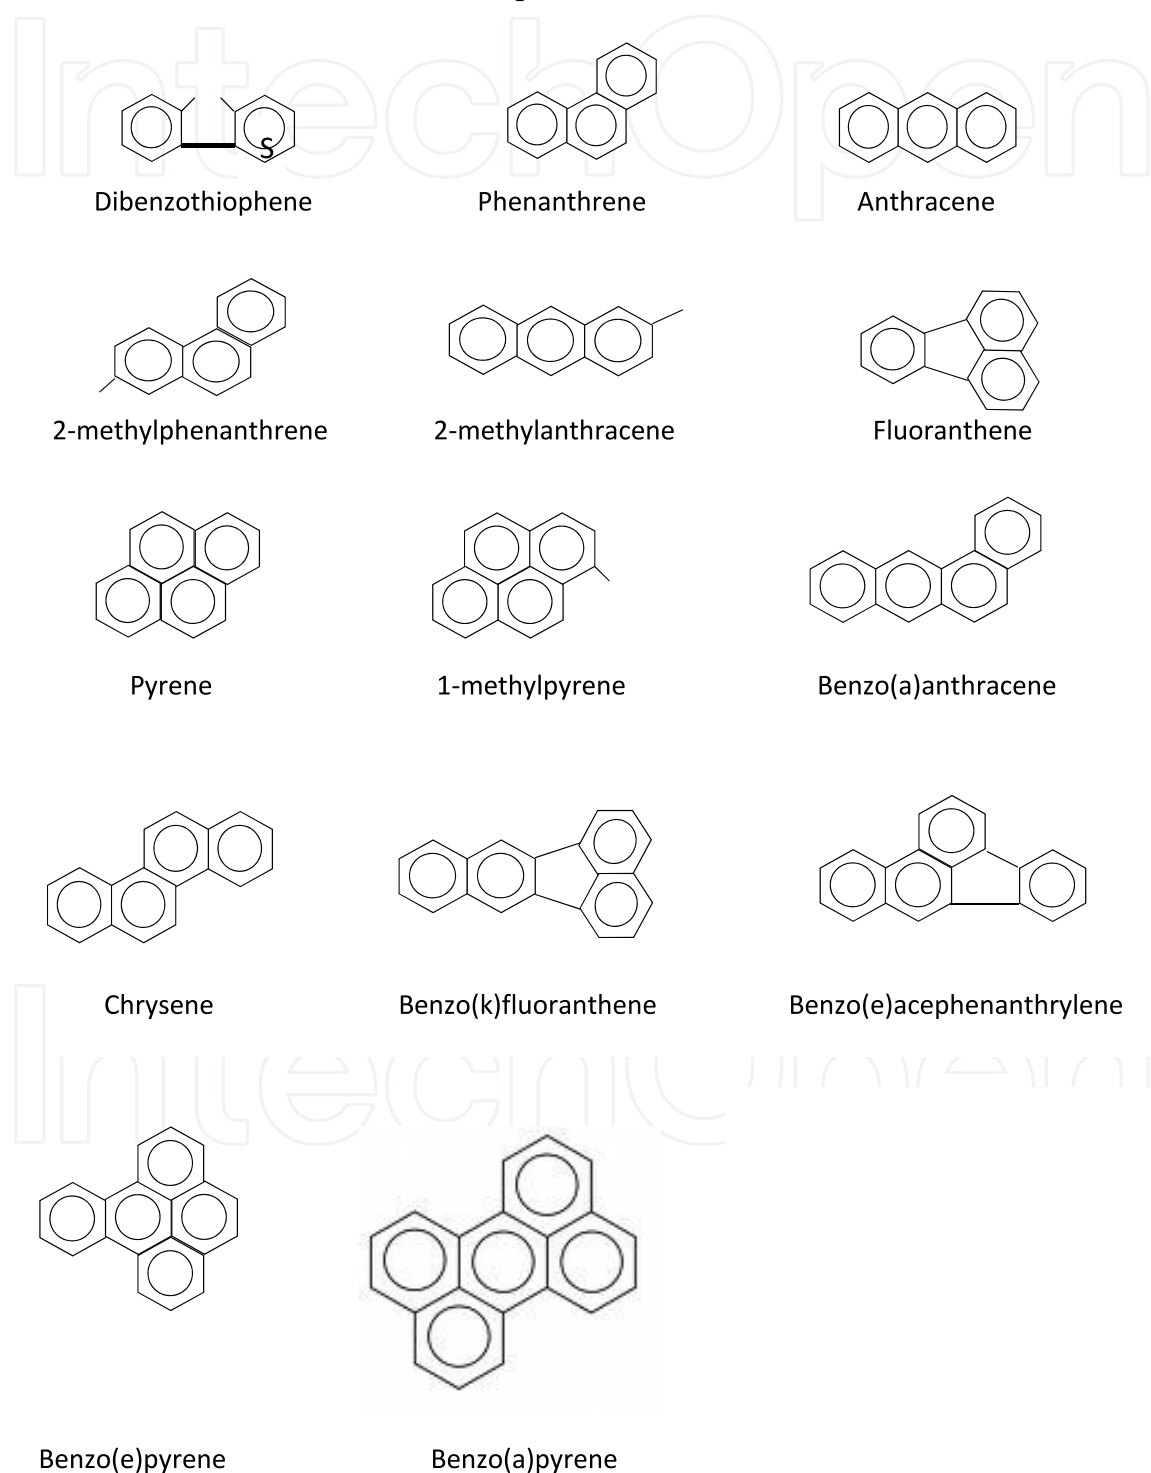 IntechOpen
S
Dibenzothiophene Phenanthrene Anthracene
2-methylphenanthrene 2-methylanthracene Fluoranthene
Pyrene 1-methylpyrene Benzo(a)anthracene
Chrysene Benzo(k)fluoranthene Benzo(e)acephenanthrylene
IntechOpen
Benzo(e)pyrene Benzo(a)pyrene